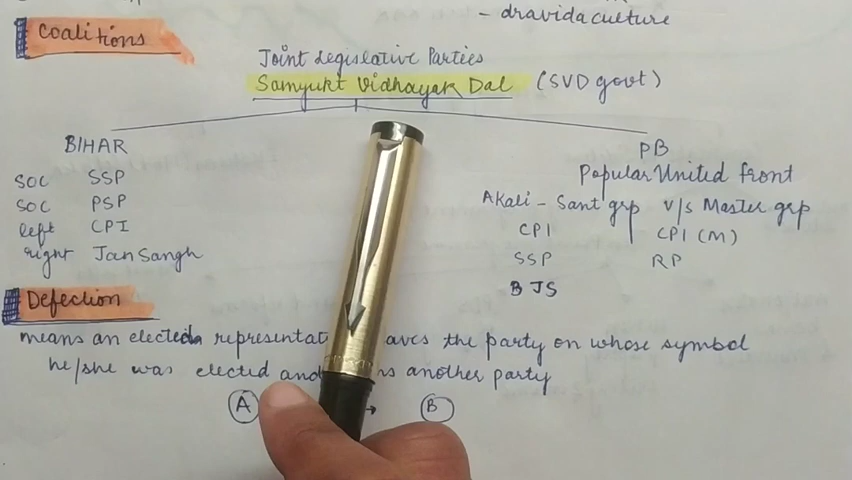 - dravida culture
Coalitions
Joint Legislative Parties
Samyukt Vidhayak Dal (SVD govt)
BIHAR
SOC SSP
SOC PSP
left CPI
right Jan Sangh
PB
Popular United front
Akali - Sant grp v/s Master grp
CPI CPI (M)
SSP RP
BJS
Defection
means an elected representat aves the party on whose symbol
he/she was elected and ns another party
A → B